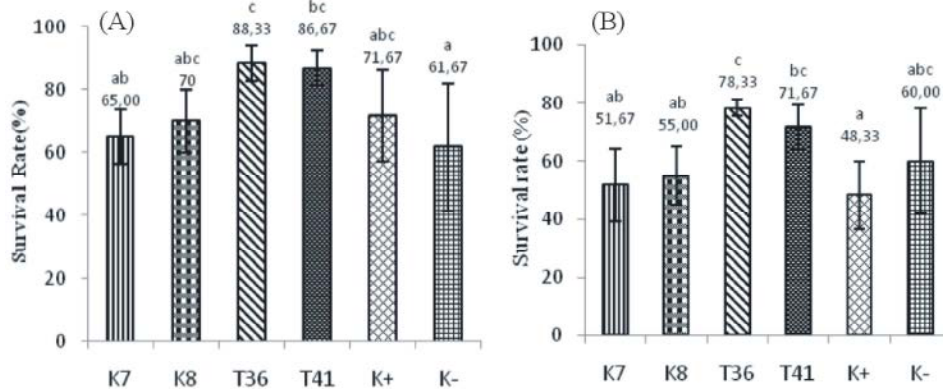 (A)
Survival Rate(%)
100
80
60
40
20
0
ab
65,00
abc
70
c
88,33
bc
86,67
abc
71,67
a
61,67
K7 K8 T36 T41 K+ K-
(B)
Survival rate (%)
100
80
60
40
20
0
ab
51,67
ab
55,00
c
78,33
bc
71,67
a
48,33
abc
60,00
K7 K8 T36 T41 K+ K-